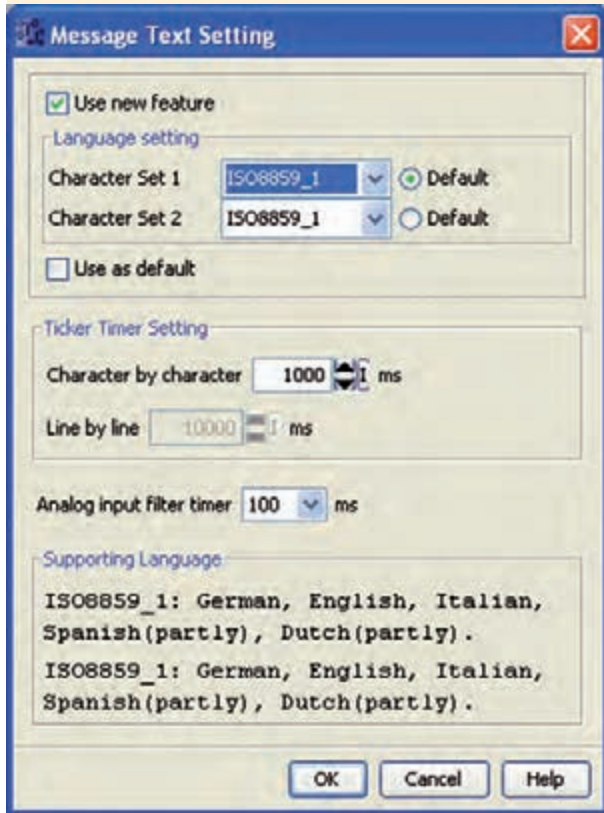 Message Text Setting
Use new feature
Language setting
Character Set 1 ISO8859_1 Default
Character Set 2 ISO8859_1 Default
Use as default
Ticker Timer Setting
Character by character 1000 ms
Line by line 10000 ms
Analog input filter timer 100 ms
Supporting Language
ISO8859_1: German, English, Italian,
Spanish(partly), Dutch(partly).
ISO8859_1: German, English, Italian,
Spanish(partly), Dutch(partly).
OK Cancel Help